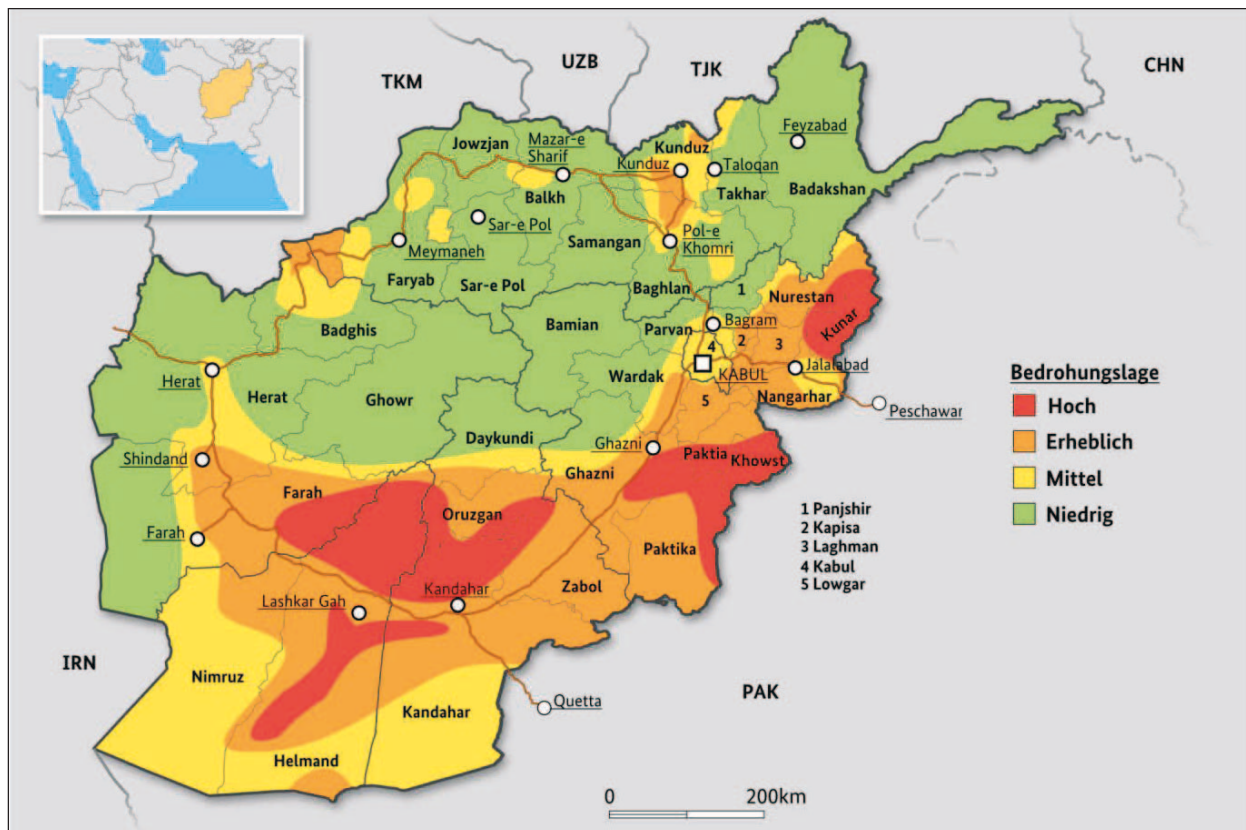 UZB
TJK
CHN
TKM
Feyzabad
Jowzjan
Mazar-e
Sharif
Kunduz
Kunduz
Taloqan
Balkh
Takhar
Badakshan
Sar-e Pol
Meymaneh
Samangan
Pol-e
Khomri
Faryab
Sar-e Pol
Baghlan
1
Nurestan
Badghis
Bamian
Parvan
Bagram
Kunar
4
2
3
KABUL
Jalalabad
Herat
Herat
Ghowr
Wardak
5
Nangarhar
Peschawar
Daykundi
Ghazni
Paktia
Khowst
Shindand
Ghazni
Farah
Oruzgan
Farah
Paktika
Zabol
Lashkar Gah
Kandahar
IRN
Nimruz
PAK
Quetta
Kandahar
Helmand
Bedrohungslage
Hoch
Erheblich
Mittel
Niedrig
1 Panjshir
2 Kapisa
3 Laghman
4 Kabul
5 Lowgar
0 200km